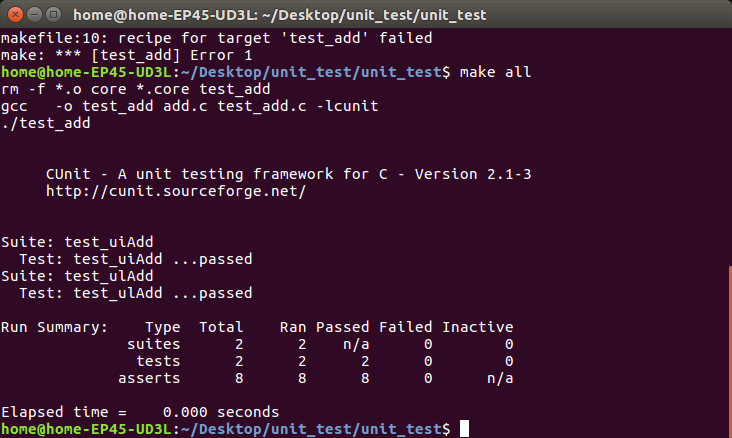 home@home-EP45-UD3L: ~/Desktop/unit_test/unit_test
makefile:10: recipe for target 'test_add' failed
make: *** [test_add] Error 1
home@home-EP45-UD3L:~/Desktop/unit_test/unit_test$ make all
rm -f *.o core *.core test_add
gcc   -o test_add add.c test_add.c -lcunit
./test_add
     CUnit - A unit testing framework for C - Version 2.1-3
     http://cunit.sourceforge.net/
Suite: test_uiAdd
  Test: test_uiAdd ...passed
Suite: test_ulAdd
  Test: test_ulAdd ...passed
Run Summary:    Type  Total    Ran Passed Failed Inactive
              suites      2      2    n/a      0        0
               tests      2      2      2      0        0
             asserts      8      8      8      0      n/a
Elapsed time =    0.000 seconds
home@home-EP45-UD3L:~/Desktop/unit_test/unit_test$